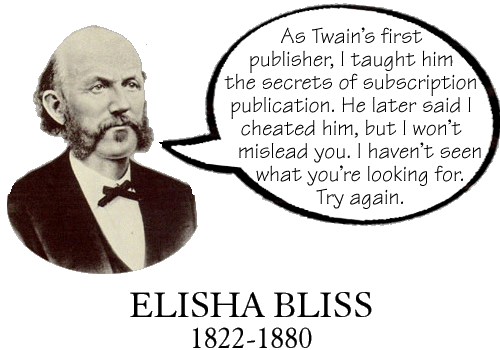 As Twain's first
publisher, I taught him
the secrets of subscription
publication. He later said I
cheated him, but I won't
mislead you. I haven't seen
what you're looking for.
Try again.
ELISHA BLISS
1822-1880